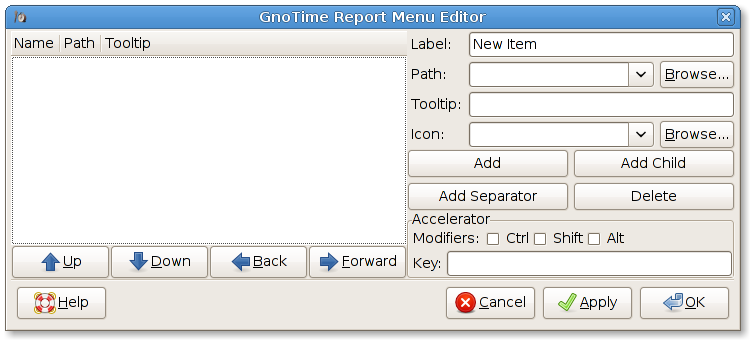 GnoTime Report Menu Editor
Name Path Tooltip
Label: New Item
Path: Browse...
Tooltip:
Icon: Browse...
Add Add Child
Add Separator Delete
Accelerator
Modifiers: Ctrl Shift Alt
Key:
Up Down Back Forward
Help Cancel Apply OK